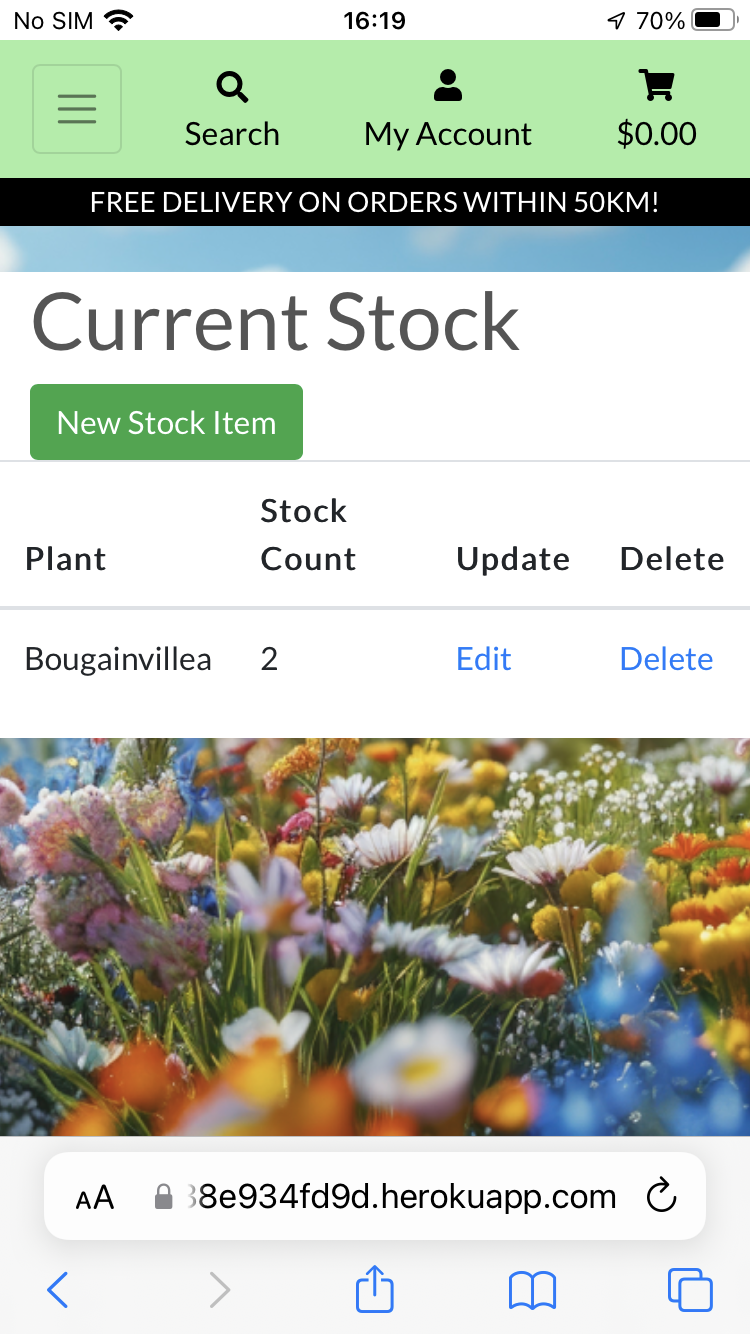 No SIM 16:19 70%
Search My Account $0.00
FREE DELIVERY ON ORDERS WITHIN 50KM!
Current Stock
New Stock Item
Plant Stock Count Update Delete
Bougainvillea 2 Edit Delete
AA 8e934fd9d.herokuapp.com